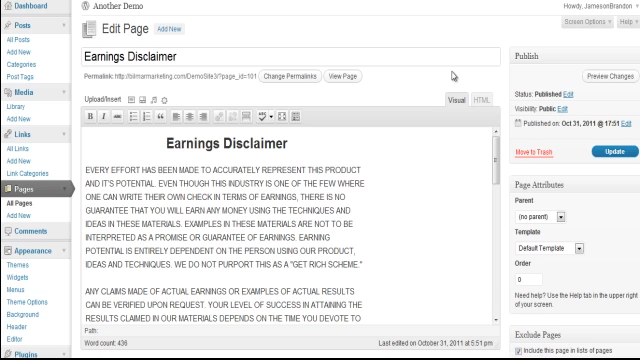 Dashboard
Posts
All Posts
Add New
Categories
Post Tags
Media
Library
Add New
Links
All Links
Add New
Link Categories
Pages
All Pages
Add New
Comments
Appearance
Themes
Widgets
Menus
Theme Options
Background
Header
Editor
Plugins
Another Demo
Howdy, JamesonBrandon
Screen Options
Help
Edit Page Add New
Earnings Disclaimer
Permalink: http://bilmarmarketing.com/DemoSite3/?page_id=101 Change Permalinks View Page
Upload/Insert
Visual HTML
B I ABC
Earnings Disclaimer
EVERY EFFORT HAS BEEN MADE TO ACCURATELY REPRESENT THIS PRODUCT
AND IT'S POTENTIAL. EVEN THOUGH THIS INDUSTRY IS ONE OF THE FEW WHERE
ONE CAN WRITE THEIR OWN CHECK IN TERMS OF EARNINGS, THERE IS NO
GUARANTEE THAT YOU WILL EARN ANY MONEY USING THE TECHNIQUES AND
IDEAS IN THESE MATERIALS. EXAMPLES IN THESE MATERIALS ARE NOT TO BE
INTERPRETED AS A PROMISE OR GUARANTEE OF EARNINGS. EARNING
POTENTIAL IS ENTIRELY DEPENDENT ON THE PERSON USING OUR PRODUCT,
IDEAS AND TECHNIQUES. WE DO NOT PURPORT THIS AS A "GET RICH SCHEME."
ANY CLAIMS MADE OF ACTUAL EARNINGS OR EXAMPLES OF ACTUAL RESULTS
CAN BE VERIFIED UPON REQUEST. YOUR LEVEL OF SUCCESS IN ATTAINING THE
RESULTS CLAIMED IN OUR MATERIALS DEPENDS ON THE TIME YOU DEVOTE TO
Path:
Word count: 436
Last edited on October 31, 2011 at 5:51 pm
Publish
Preview Changes
Status: Published Edit
Visibility: Public Edit
Published on: Oct 31, 2011 @ 17:51 Edit
Move to Trash
Update
Page Attributes
Parent
(no parent)
Template
Default Template
Order
0
Need help? Use the Help tab in the upper right
of your screen.
Exclude Pages
Include this page in lists of pages